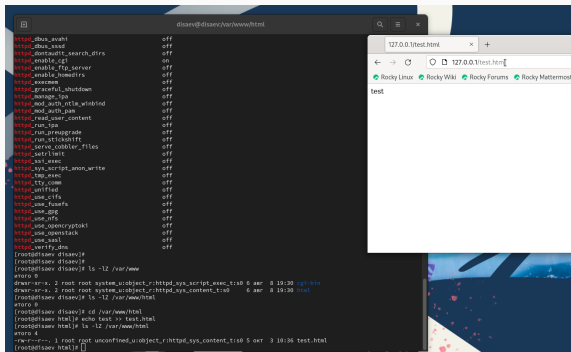 disaev@disaev:/var/www/html
httpd_dbus_avahi off
httpd_dbus_sssd off
httpd_dontaudit_search_dirs off
httpd_enable_cgi on
httpd_enable_ftp_server off
httpd_enable_homedirs off
httpd_execmem off
httpd_graceful_shutdown off
httpd_manage_ipa off
httpd_mod_auth_ntlm_winbind off
httpd_mod_auth_pam off
httpd_read_user_content off
httpd_run_ipa off
httpd_run_preupgrade off
httpd_run_stickshift off
httpd_serve_cobbler_files off
httpd_setrlimit off
httpd_ssi_exec off
httpd_sys_script_anon_write off
httpd_tmp_exec off
httpd_tty_comm off
httpd_unified off
httpd_use_cifs off
httpd_use_fusefs off
httpd_use_gpg off
httpd_use_nfs off
httpd_use_opencryptoki off
httpd_use_openstack off
httpd_use_sasl off
httpd_verify_dns off
[root@disaev disaev]#
[root@disaev disaev]#
[root@disaev disaev]# ls -lZ /var/www
итого 0
drwxr-xr-x. 2 root root system_u:object_r:httpd_sys_script_exec_t:s0 6 авг 8 19:30 cgi-bin
drwxr-xr-x. 2 root root system_u:object_r:httpd_sys_content_t:s0 6 авг 8 19:30 html
[root@disaev disaev]# ls -lZ /var/www/html
итого 0
[root@disaev disaev]# cd /var/www/html
[root@disaev html]# echo test >> test.html
[root@disaev html]# ls -lZ /var/www/html
итого 4
-rw-r--r--. 1 root root unconfined_u:object_r:httpd_sys_content_t:s0 5 окт 3 10:36 test.html
[root@disaev html]#
127.0.0.1/test.html
127.0.0.1/test.html
Rocky Linux Rocky Wiki Rocky Forums Rocky Mattermost
test